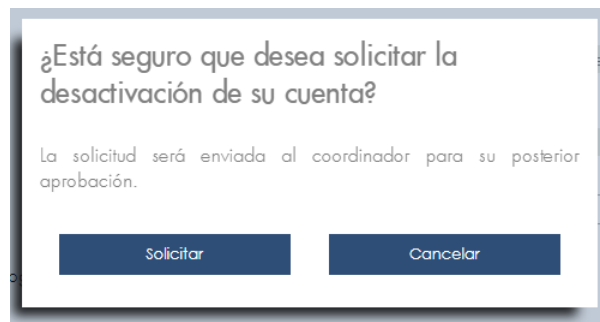 ¿Está seguro que desea solicitar la
desactivación de su cuenta?
La solicitud será enviada al coordinador para su posterior
aprobación.
Solicitar
Cancelar